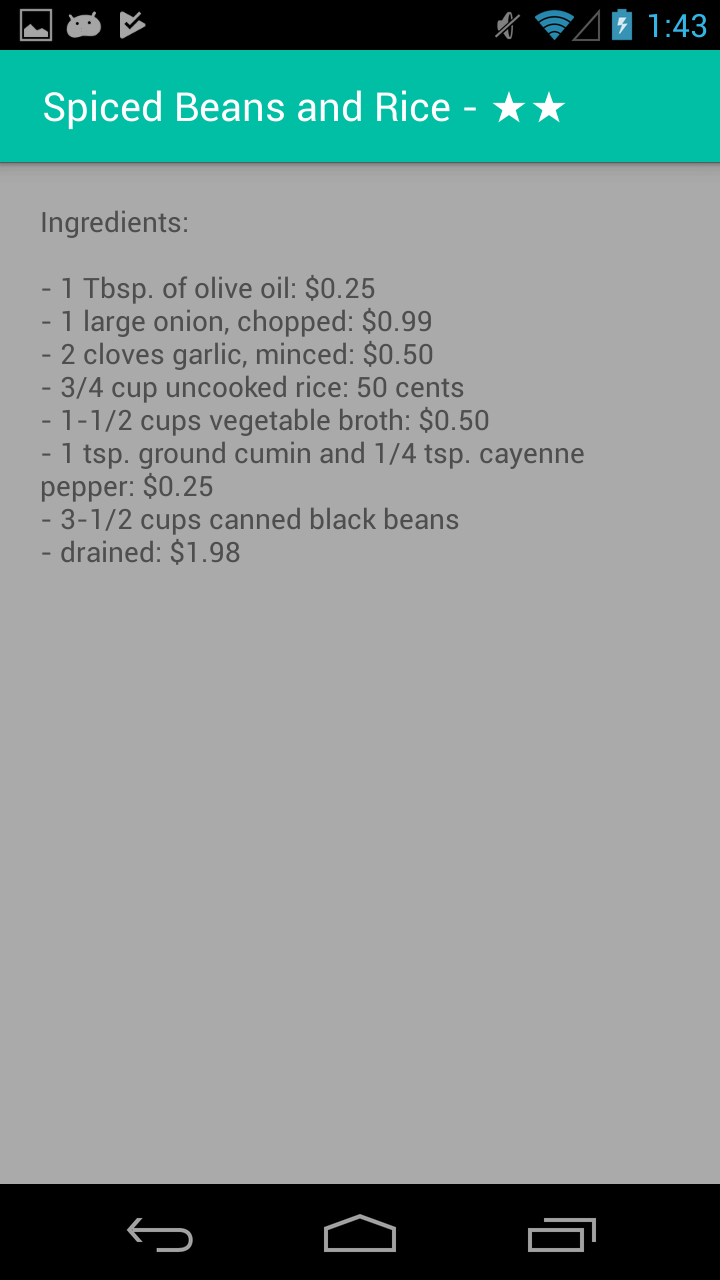 1:43
Spiced Beans and Rice - ★★
Ingredients:
- 1 Tbsp. of olive oil: $0.25
- 1 large onion, chopped: $0.99
- 2 cloves garlic, minced: $0.50
- 3/4 cup uncooked rice: 50 cents
- 1-1/2 cups vegetable broth: $0.50
- 1 tsp. ground cumin and 1/4 tsp. cayenne
pepper: $0.25
- 3-1/2 cups canned black beans
- drained: $1.98